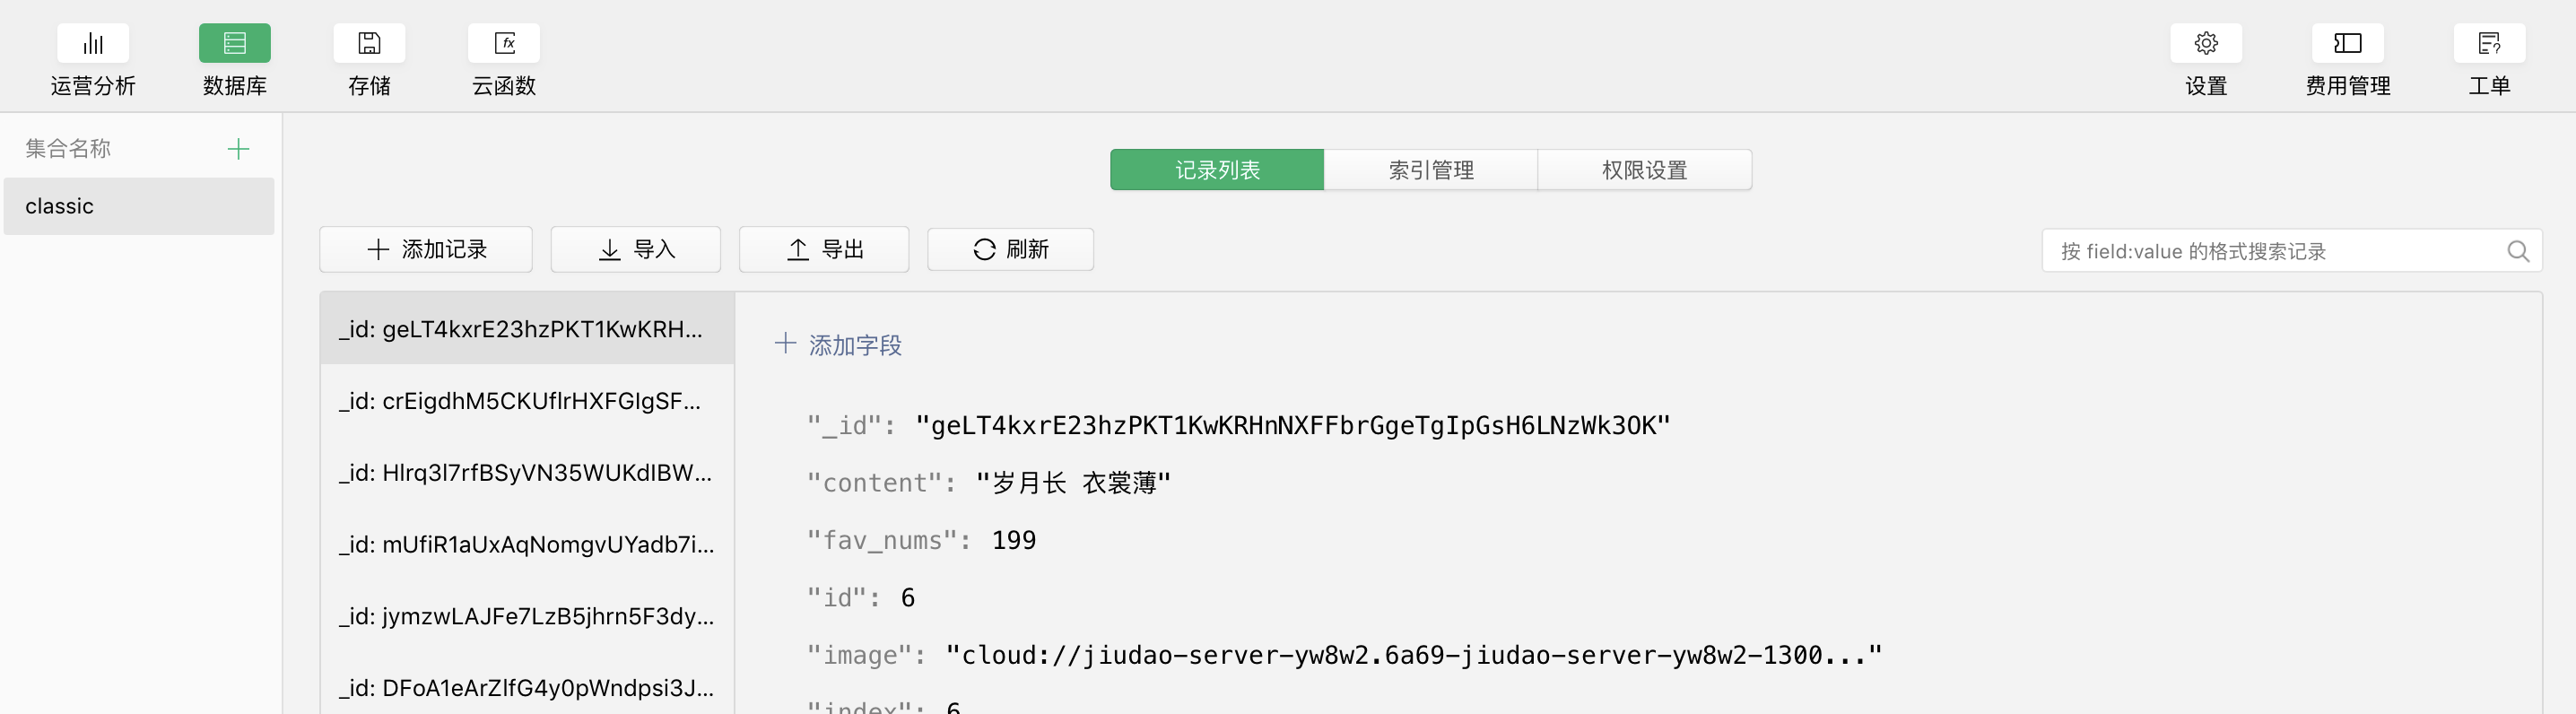 运营分析 数据库 存储 云函数 设置 费用管理 工单
集合名称
classic
记录列表 索引管理 权限设置
添加记录 导入 导出 刷新 按 field:value 的格式搜索记录
_id: geLT4kxrE23hzPKT1KwKRH...
_id: crEigdhM5CKUflrHXFGlgSF...
_id: Hlrq3l7rfBSyVN35WUKdIBW...
_id: mUfiR1aUxAqNomgvUYadb7i...
_id: jymzwLAJFe7LzB5jhrn5F3dy...
_id: DFoA1eArZlfG4y0pWndpsi3J...
添加字段
"_id": "geLT4kxrE23hzPKT1KwKRHnNXFFbrGgeTgIpGsH6LNzWk3OK"
"content": "岁月长 衣裳薄"
"fav_nums": 199
"id": 6
"image": "cloud://jiudao-server-yw8w2.6a69-jiudao-server-yw8w2-1300..."
"index": 6